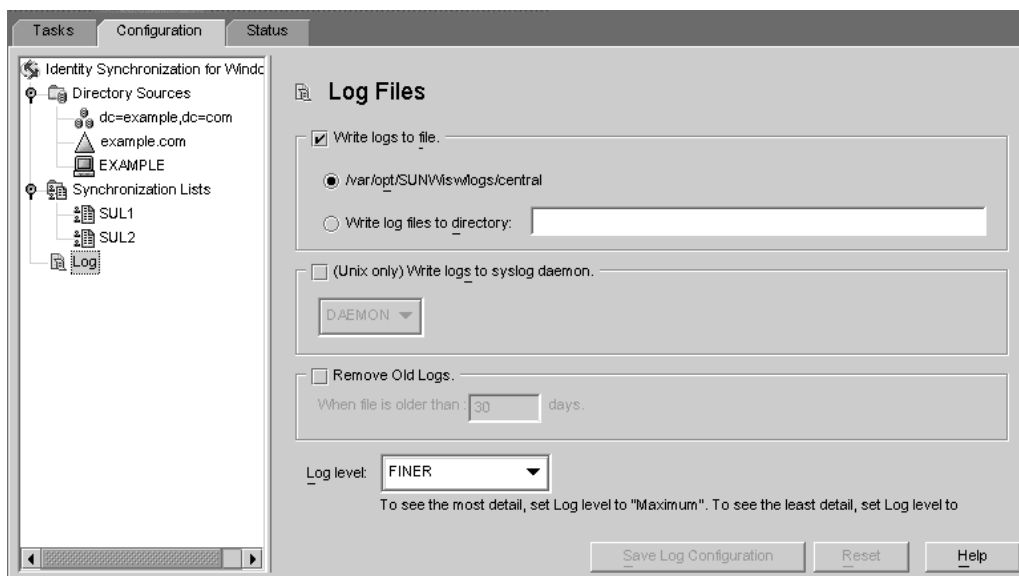 Tasks
Configuration
Status
Identity Synchronization for Windo
Directory Sources
dc=example,dc=com
example.com
EXAMPLE
Synchronization Lists
SUL1
SUL2
Log
Log Files
Write logs to file.
/var/opt/SUNWisw/logs/central
Write log files to directory:
(Unix only) Write logs to syslog daemon.
DAEMON
Remove Old Logs.
When file is older than : 30 days.
Log level: FINER
To see the most detail, set Log level to "Maximum". To see the least detail, set Log level to
Save Log Configuration
Reset
Help